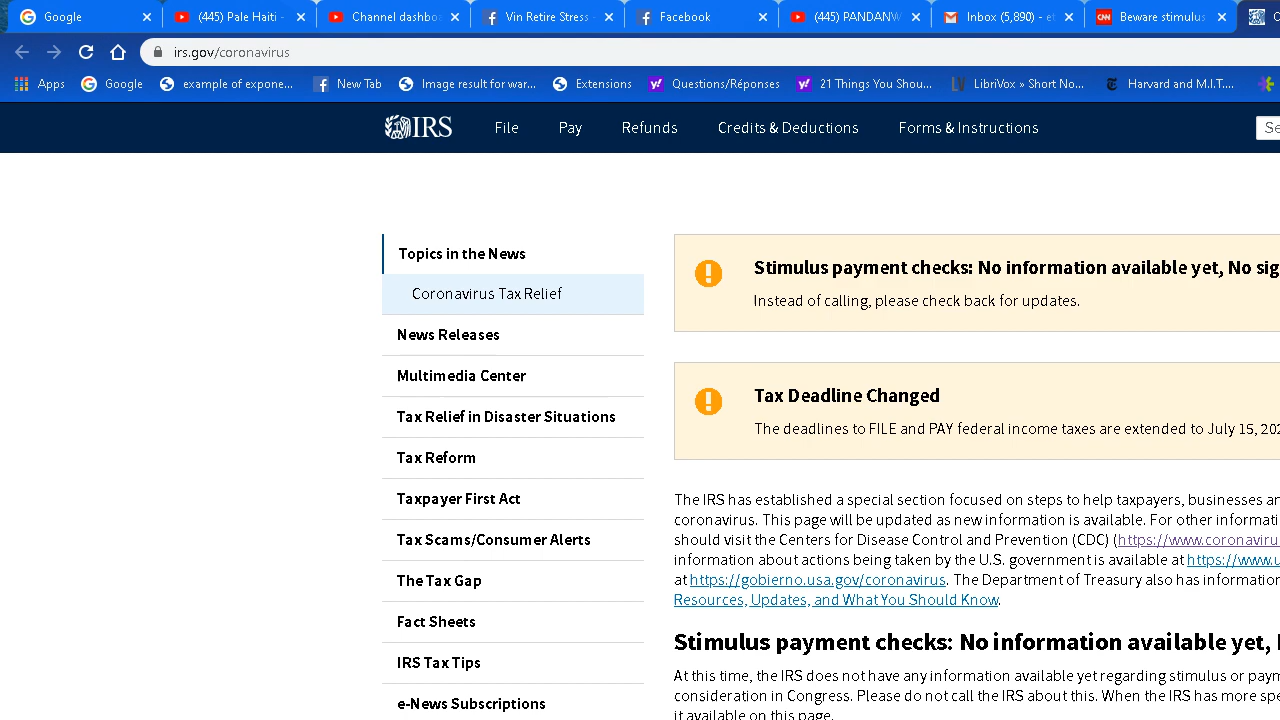 Google
(445) Pale Haiti -
Channel dashboa
Vin Retire Stress -
Facebook
(445) PANDANW
Inbox (5,890) - et
CNN
Beware stimulus
irs.gov/coronavirus
Apps
Google
example of expone...
New Tab
Image result for war...
Extensions
Questions/Réponses
21 Things You Shou...
LibriVox » Short No...
Harvard and M.I.T....
IRS
File
Pay
Refunds
Credits & Deductions
Forms & Instructions
Se
Topics in the News
Coronavirus Tax Relief
News Releases
Multimedia Center
Tax Relief in Disaster Situations
Tax Reform
Taxpayer First Act
Tax Scams/Consumer Alerts
The Tax Gap
Fact Sheets
IRS Tax Tips
e-News Subscriptions
Stimulus payment checks: No information available yet, No sig
Instead of calling, please check back for updates.
Tax Deadline Changed
The deadlines to FILE and PAY federal income taxes are extended to July 15, 202
The IRS has established a special section focused on steps to help taxpayers, businesses an
coronavirus. This page will be updated as new information is available. For other informati
should visit the Centers for Disease Control and Prevention (CDC) (https://www.coronaviru
information about actions being taken by the U.S. government is available at https://www.u
at https://gobierno.usa.gov/coronavirus. The Department of Treasury also has information
Resources, Updates, and What You Should Know.
Stimulus payment checks: No information available yet,
At this time, the IRS does not have any information available yet regarding stimulus or paym
consideration in Congress. Please do not call the IRS about this. When the IRS has more spe
it available on this page.